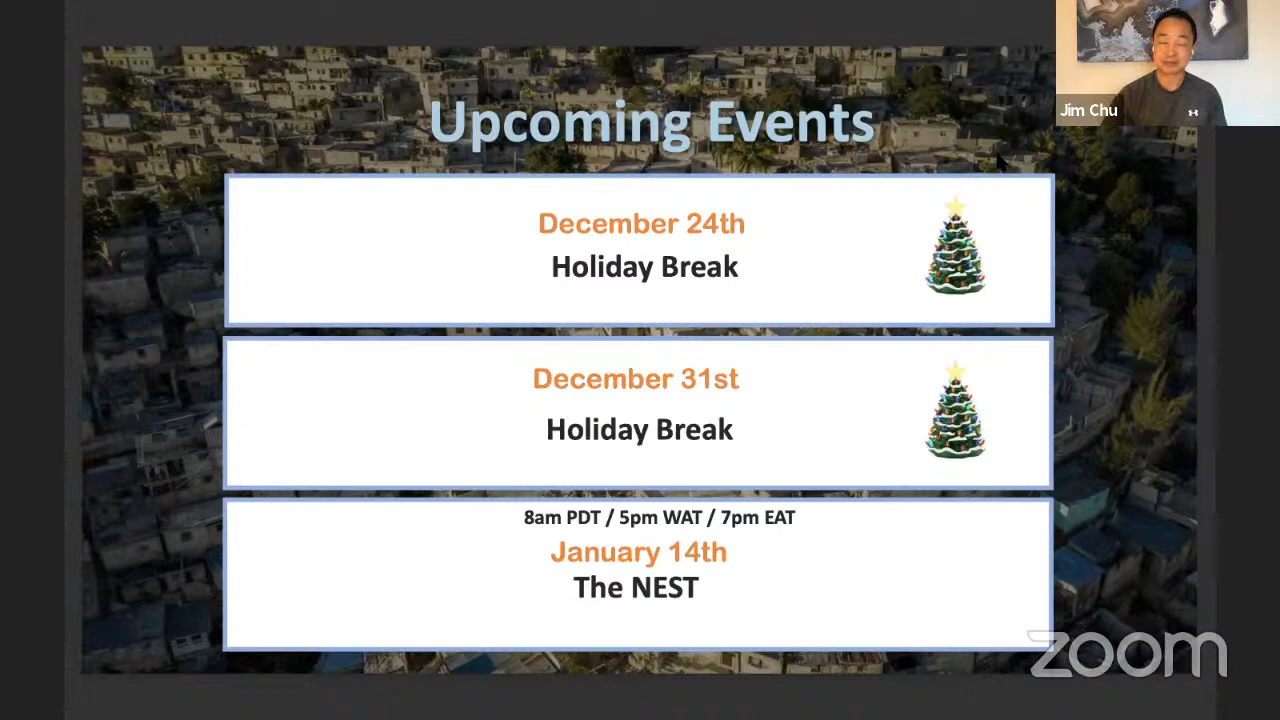 Jim Chu
Upcoming Events
December 24th
Holiday Break
December 31st
Holiday Break
8am PDT / 5pm WAT / 7pm EAT
January 14th
The NEST
zoom